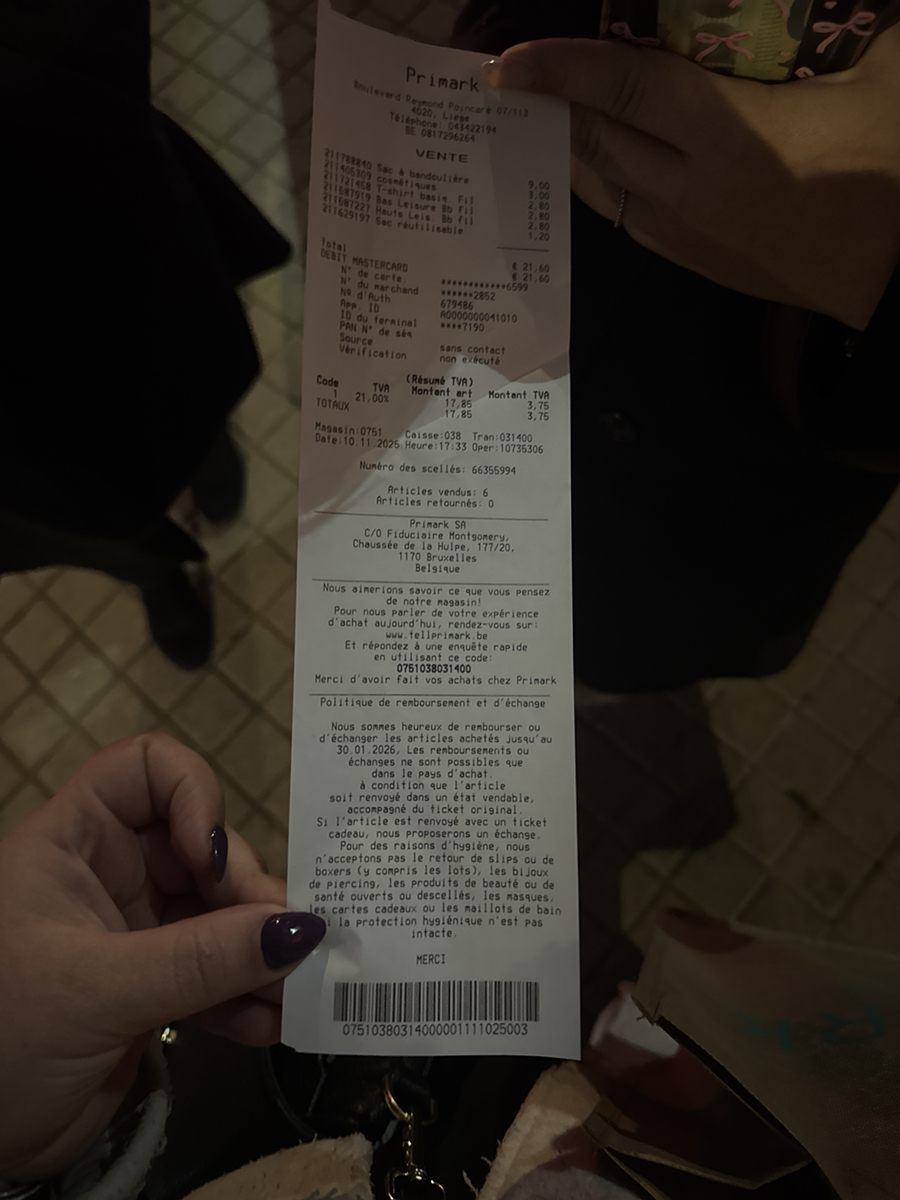 Primark
Boulevard Raymond Poincaré 07/113
4020, Liege
Téléphone: 043422194
BE 0817296264
VENTE
211788840 Sac à bandoulière 9,00
211406309 cosmétiques 3,00
211721468 T-shirt basiq. Fil 2,80
211587919 Bas Leisure Bb fil 2,80
211587227 Hauts Leis. Bb fil 2,80
211629197 Sac réutilisable 1,20
Total € 21,60
DEBIT MASTERCARD € 21,60
N° de carte ************6599
N° du marchand ******2852
Nº d'Auth 679486
App. ID A0000000041010
ID du terminal ****7190
PAN N° de séq
Source sans contact
Vérification non exécuté
(Résumé TVA)
Code TVA Montant art Montant TVA
1 21,00% 17,85 3,75
TOTAUX 17,85 3,75
Magasin:0751 Caisse:038 Tran:031400
Date:10.11.2025 Heure:17:33 Oper:10735306
Numéro des scellés: 66355994
Articles vendus: 6
Articles retournés: 0
Primark SA
C/O Fiduciaire Montgomery,
Chaussée de la Hulpe, 177/20,
1170 Bruxelles
Belgique
Nous aimerions savoir ce que vous pensez
de notre magasin!
Pour nous parler de votre expérience
d'achat aujourd'hui, rendez-vous sur:
www.tellprimark.be
Et répondez à une enquête rapide
en utilisant ce code:
0751038031400
Merci d'avoir fait vos achats chez Primark
Politique de remboursement et d'échange
Nous sommes heureux de rembourser ou
d'échanger les articles achetés jusqu'au
30.01.2026. Les remboursements ou
échanges ne sont possibles que
dans le pays d'achat.
à condition que l'article
soit renvoyé dans un état vendable,
accompagné du ticket original.
Si l'article est renvoyé avec un ticket
cadeau, nous proposerons un échange.
Pour des raisons d'hygiène, nous
n'acceptons pas le retour de slips ou de
boxers (y compris les lots), les bijoux
de piercing, les produits de beauté ou de
santé ouverts ou descellés, les masques,
les cartes cadeaux ou les maillots de bain
la protection hygiénique n'est pas
intacte.
MERCI
07510380314000001111025003